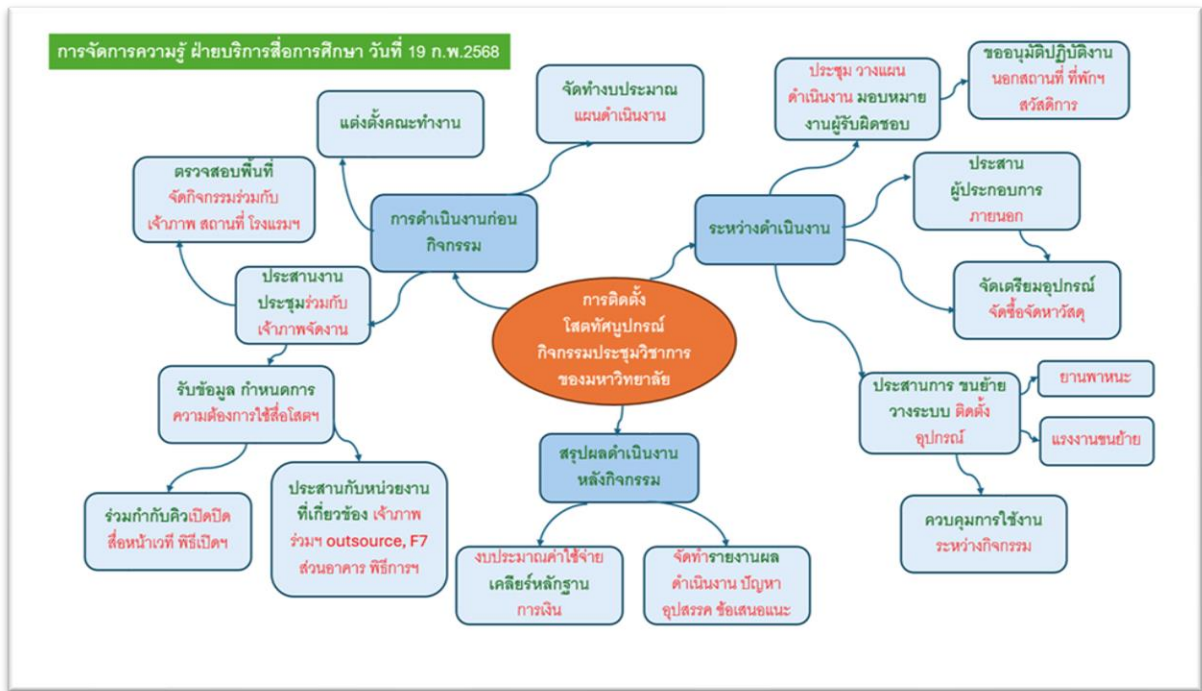 การจัดการความรู้ ฝ่ายบริการสื่อการศึกษา วันที่ 19 ก.พ.2568
แต่งตั้งคณะทำงาน
จัดทำงบประมาณ
แผนดำเนินงาน
ตรวจสอบพื้นที่
จัดกิจกรรมร่วมกับ
เจ้าภาพ สถานที่ โรงแรมฯ
การดำเนินงานก่อน
กิจกรรม
ประสานงาน
ประชุมร่วมกับ
เจ้าภาพจัดงาน
รับข้อมูล กำหนดการ
ความต้องการใช้สื่อโสตฯ
ร่วมกำกับคิวเปิดปิด
สื่อหน้าเวที พิธีเปิดฯ
ประสานกับหน่วยงาน
ที่เกี่ยวข้อง เจ้าภาพ
ร่วมฯ outsource, F7
ส่วนอาคาร พิธีการฯ
การติดตั้ง
โสตทัศนูปกรณ์
กิจกรรมประชุมวิชาการ
ของมหาวิทยาลัย
สรุปผลดำเนินงาน
หลังกิจกรรม
งบประมาณค่าใช้จ่าย
เคลียร์หลักฐาน
การเงิน
จัดทำรายงานผล
ดำเนินงาน ปัญหา
อุปสรรค ข้อเสนอแนะ
ระหว่างดำเนินงาน
ประชุม วางแผน
ดำเนินงาน มอบหมาย
งานผู้รับผิดชอบ
ขออนุมัติปฏิบัติงาน
นอกสถานที่ ที่พักฯ
สวัสดิการ
ประสาน
ผู้ประกอบการ
ภายนอก
จัดเตรียมอุปกรณ์
จัดซื้อจัดหาวัสดุ
ประสานการ ขนย้าย
วางระบบ ติดตั้ง
อุปกรณ์
ยานพาหนะ
แรงงานขนย้าย
ควบคุมการใช้งาน
ระหว่างกิจกรรม